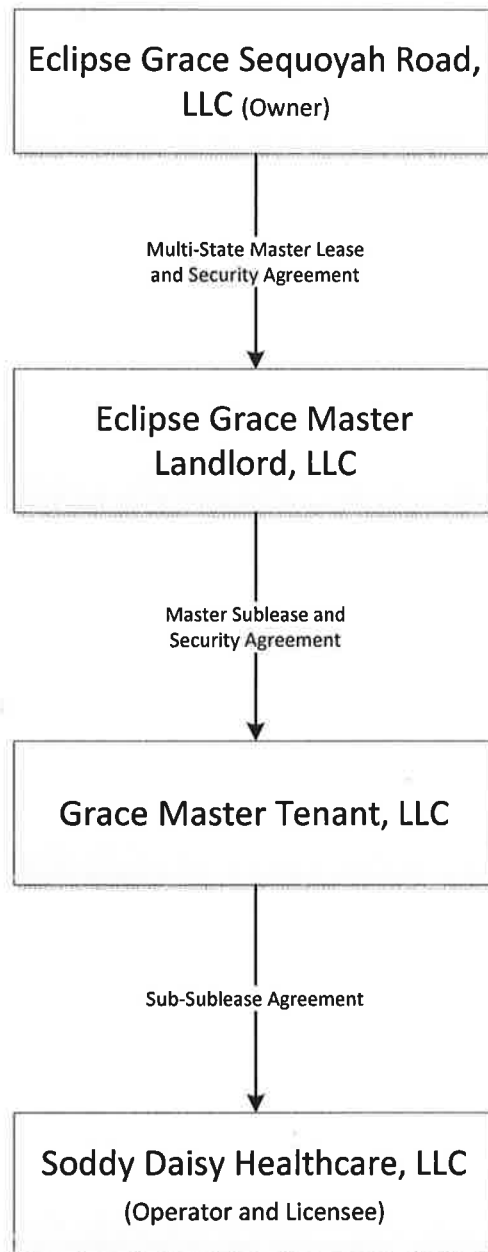 Eclipse Grace Sequoyah Road,
LLC (Owner)
Multi-State Master Lease
and Security Agreement
Eclipse Grace Master
Landlord, LLC
Master Sublease and
Security Agreement
Grace Master Tenant, LLC
Sub-Sublease Agreement
Soddy Daisy Healthcare, LLC
(Operator and Licensee)